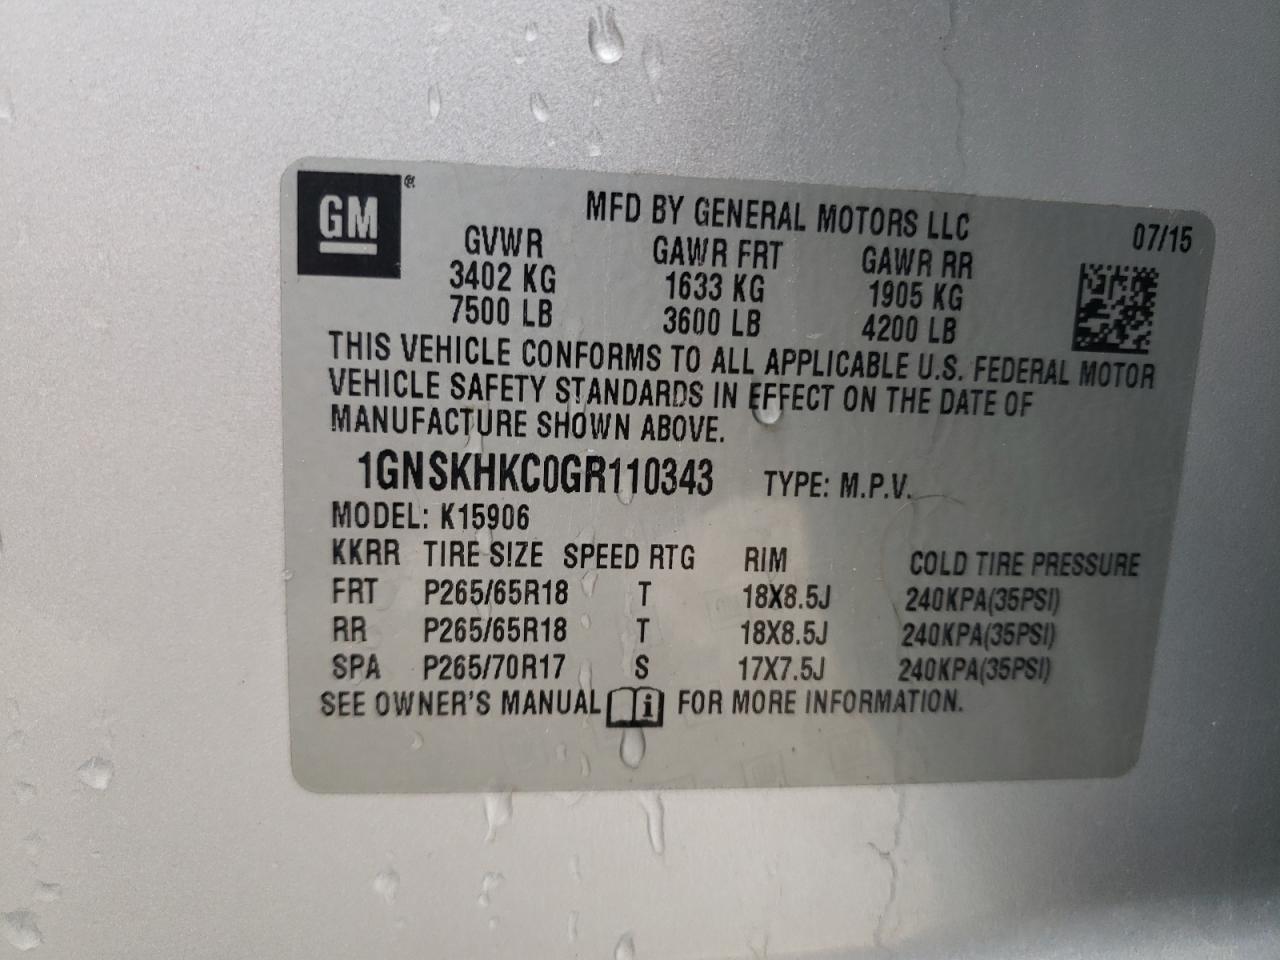 GM ®
MFD BY GENERAL MOTORS LLC
07/15
GVWR GAWR FRT GAWR RR
3402 KG 1633 KG 1905 KG
7500 LB 3600 LB 4200 LB
THIS VEHICLE CONFORMS TO ALL APPLICABLE U.S. FEDERAL MOTOR
VEHICLE SAFETY STANDARDS IN EFFECT ON THE DATE OF
MANUFACTURE SHOWN ABOVE.
1GNSKHKC0GR110343 TYPE: M.P.V.
MODEL: K15906
KKRR TIRE SIZE SPEED RTG RIM COLD TIRE PRESSURE
FRT P265/65R18 T 18X8.5J 240KPA(35PSI)
RR P265/65R18 T 18X8.5J 240KPA(35PSI)
SPA P265/70R17 S 17X7.5J 240KPA(35PSI)
SEE OWNER'S MANUAL i FOR MORE INFORMATION.